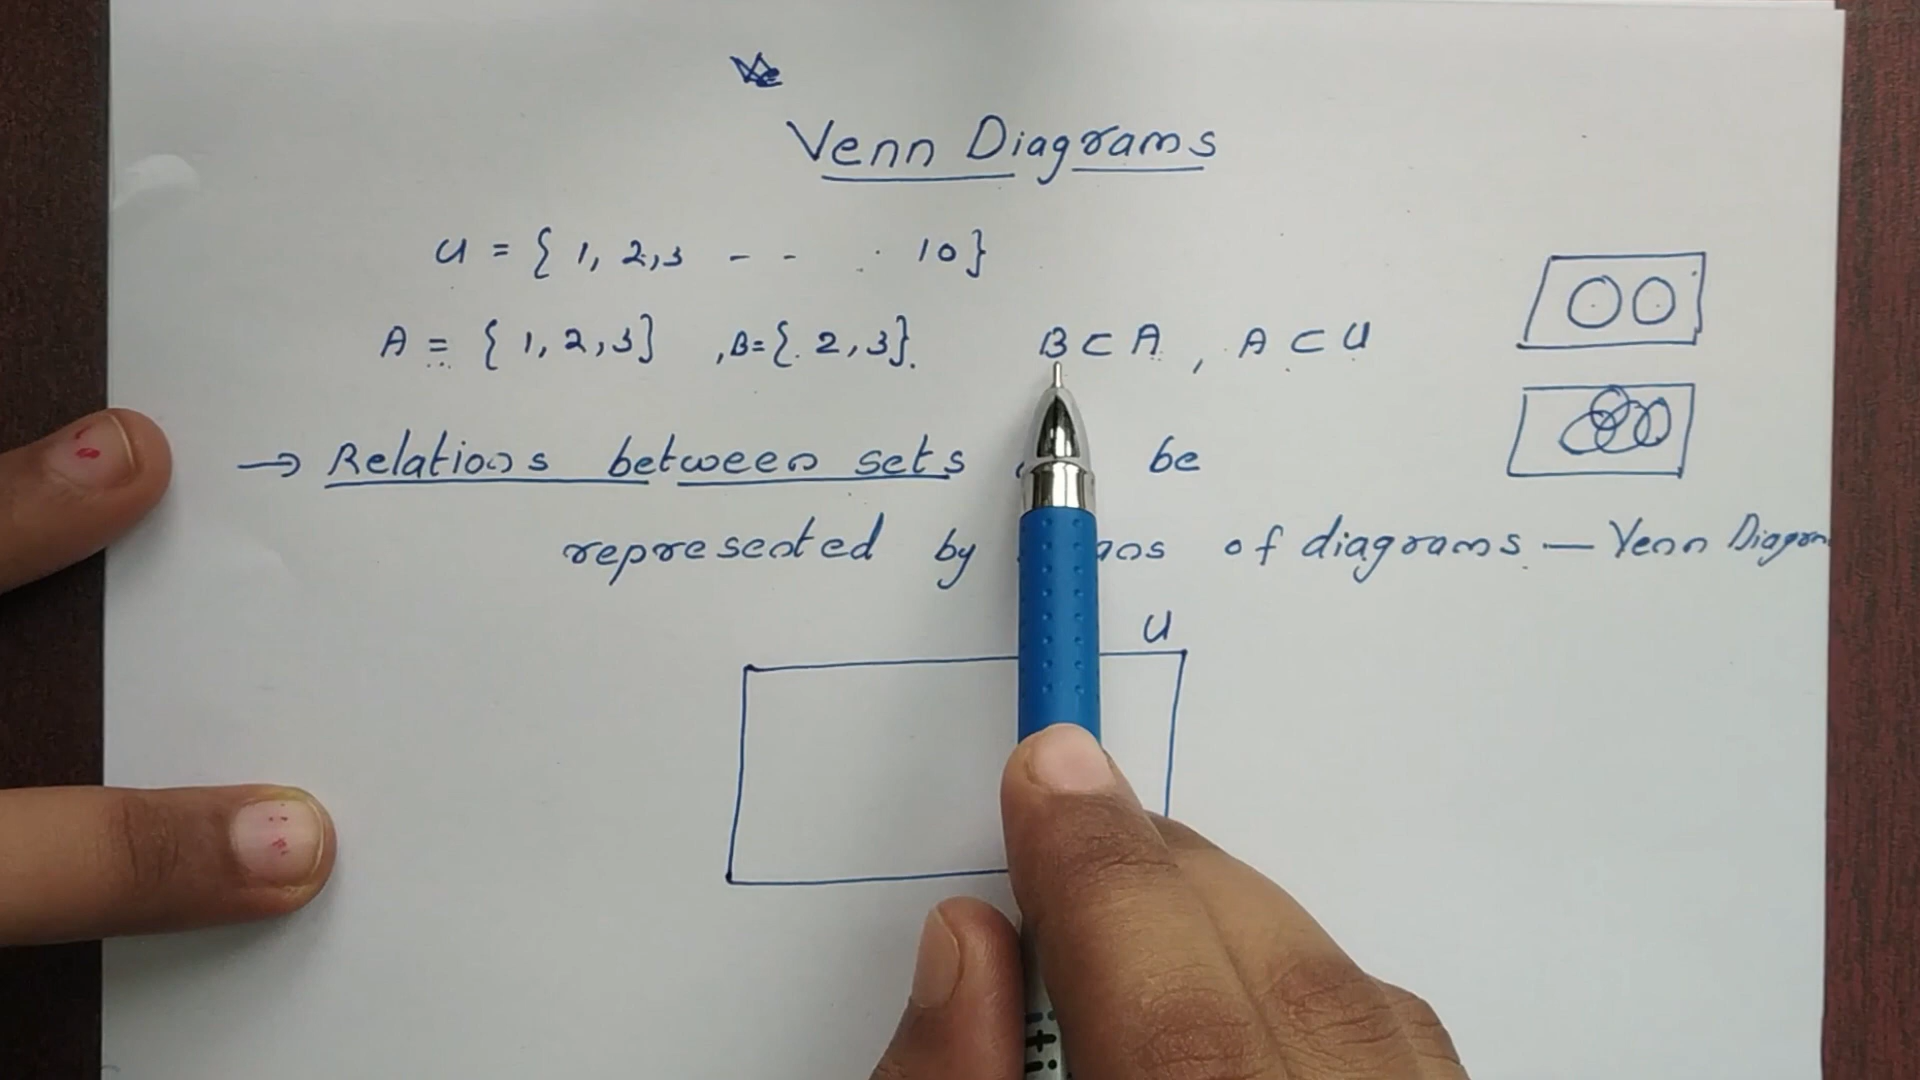 Venn Diagrams
U = { 1, 2, 3 - - . . 10 }
A = { 1, 2, 3 } , B = { 2, 3 }. B ⊂ A , A ⊂ U
→ Relations between sets be
represented by of diagrams — Venn Diagram
U